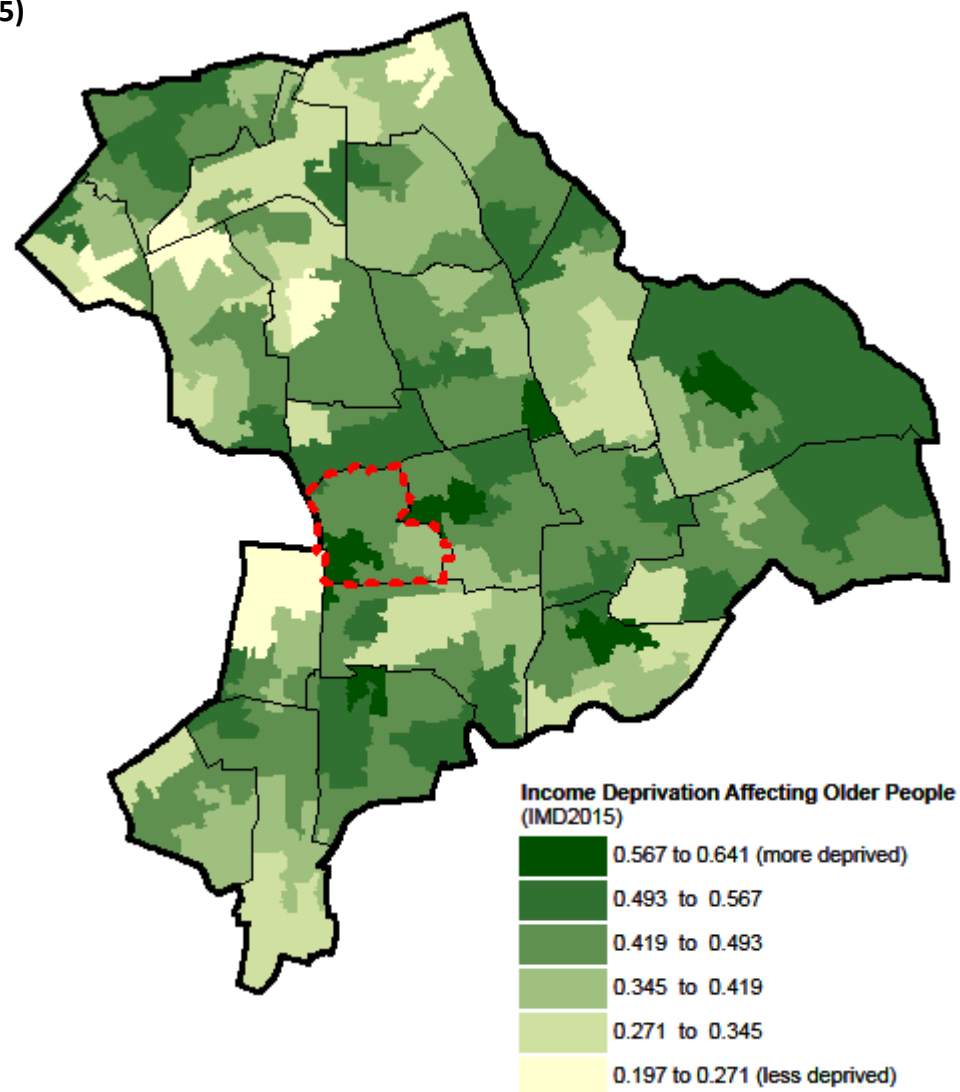 5)
Income Deprivation Affecting Older People
(IMD2015)
0.567 to 0.641 (more deprived)
0.493 to 0.567
0.419 to 0.493
0.345 to 0.419
0.271 to 0.345
0.197 to 0.271 (less deprived)